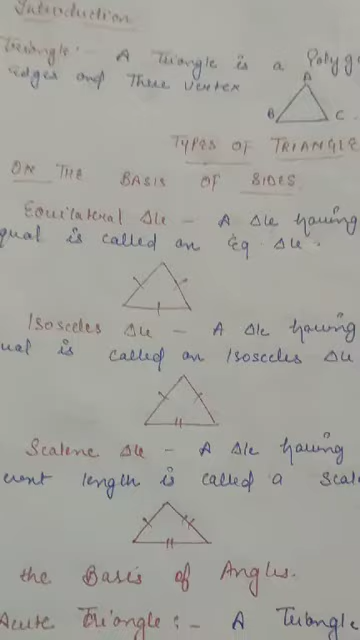 Introduction
Triangle:- A Triangle is a Polyg
edges and Three vertex
A
B C
TYPES OF TRIANGLE
ON THE BASIS OF SIDES
Equilateral Δle - A Δle having
qual is called an Eq. Δle.
Isosceles Δle - A Δle having
ual is called an Isosceles Δle
Scalene Δle - A Δle having
erent length is called a Scal
the Basis of Angles.
Acute Triangle:- A Triangle